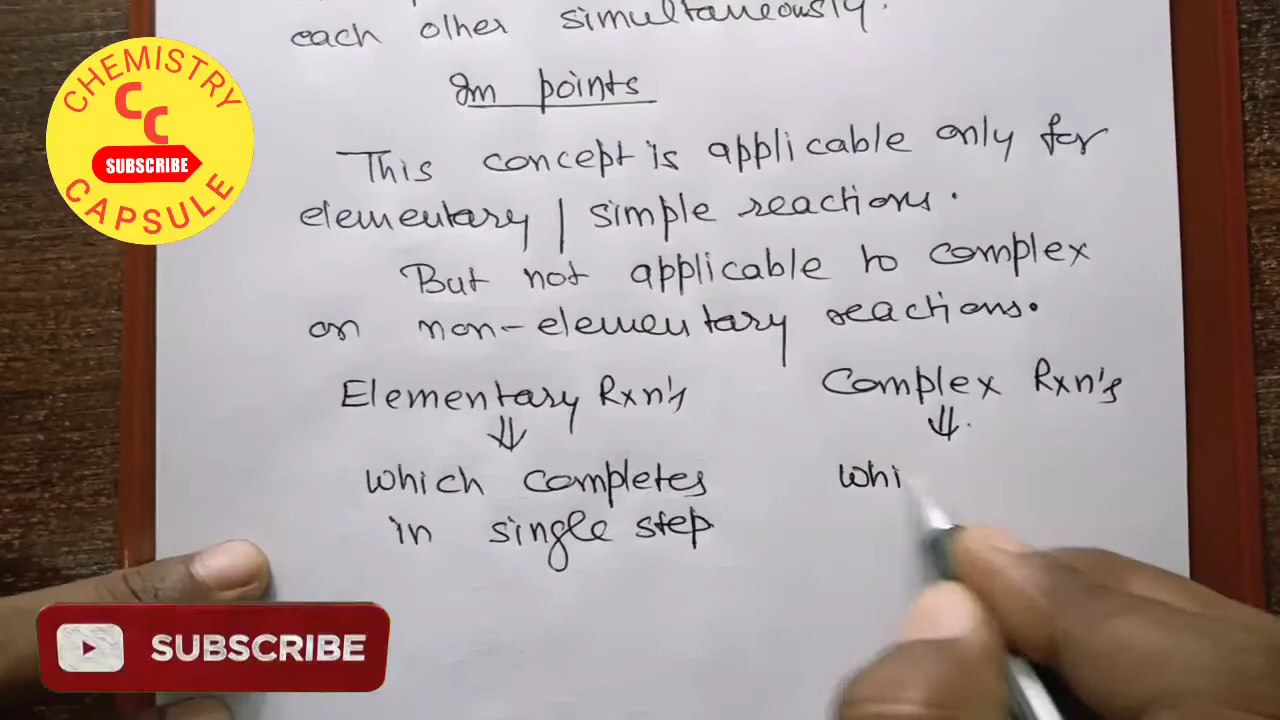 each other simultaneously.
In points
This concept is applicable only for
elementary / simple reactions.
But not applicable to complex
or non-elementary reactions.
Elementary Rxn's
Complex Rxn's
which completes
in single step
whi
CHEMISTRY
CC
SUBSCRIBE
CAPSULE
SUBSCRIBE